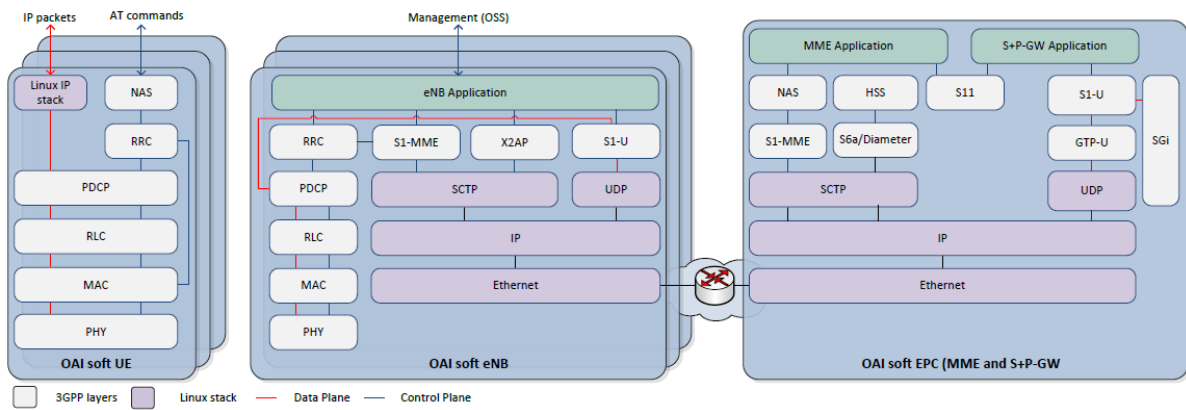 IP packets
AT commands
Linux IP
stack
NAS
RRC
PDCP
RLC
MAC
PHY
OAI soft UE
Management (OSS)
eNB Application
RRC
S1-MME
X2AP
S1-U
PDCP
SCTP
UDP
RLC
IP
MAC
Ethernet
PHY
OAI soft eNB
MME Application
S+P-GW Application
NAS
HSS
S11
S1-U
S1-MME
S6a/Diameter
GTP-U
SGi
SCTP
UDP
IP
Ethernet
OAI soft EPC (MME and S+P-GW
3GPP layers
Linux stack
Data Plane
Control Plane